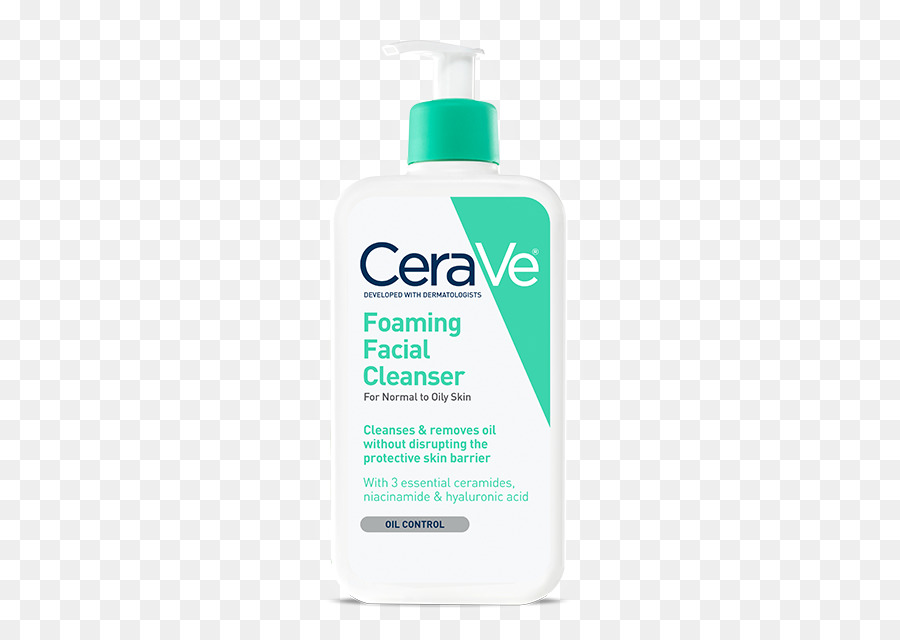 CeraVe®
DEVELOPED WITH DERMATOLOGISTS
Foaming
Facial
Cleanser
For Normal to Oily Skin
Cleanses & removes oil
without disrupting the
protective skin barrier
With 3 essential ceramides,
niacinamide & hyaluronic acid
OIL CONTROL